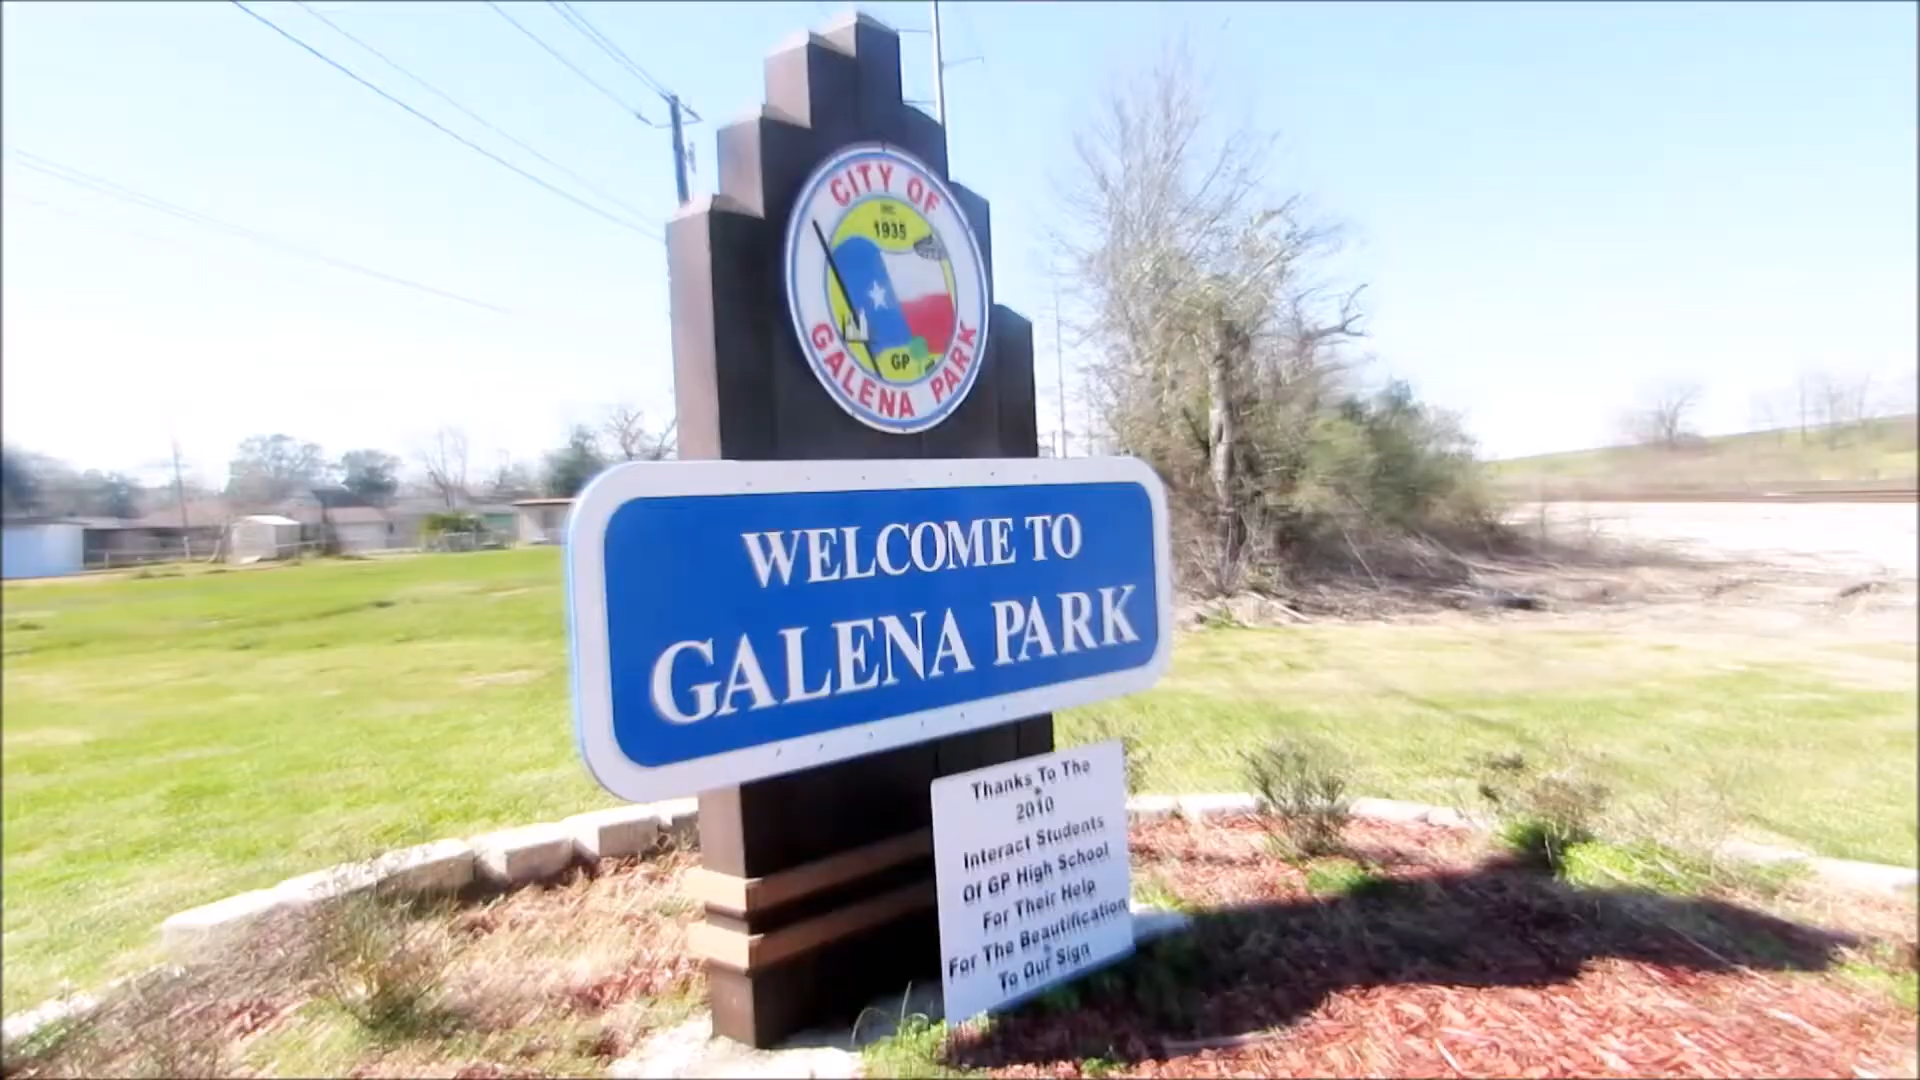 CITY OF
INC.
1935
GP
GALENA PARK
WELCOME TO
GALENA PARK
Thanks To The
2010
Interact Students
Of GP High School
For Their Help
For The Beautification
To Our Sign